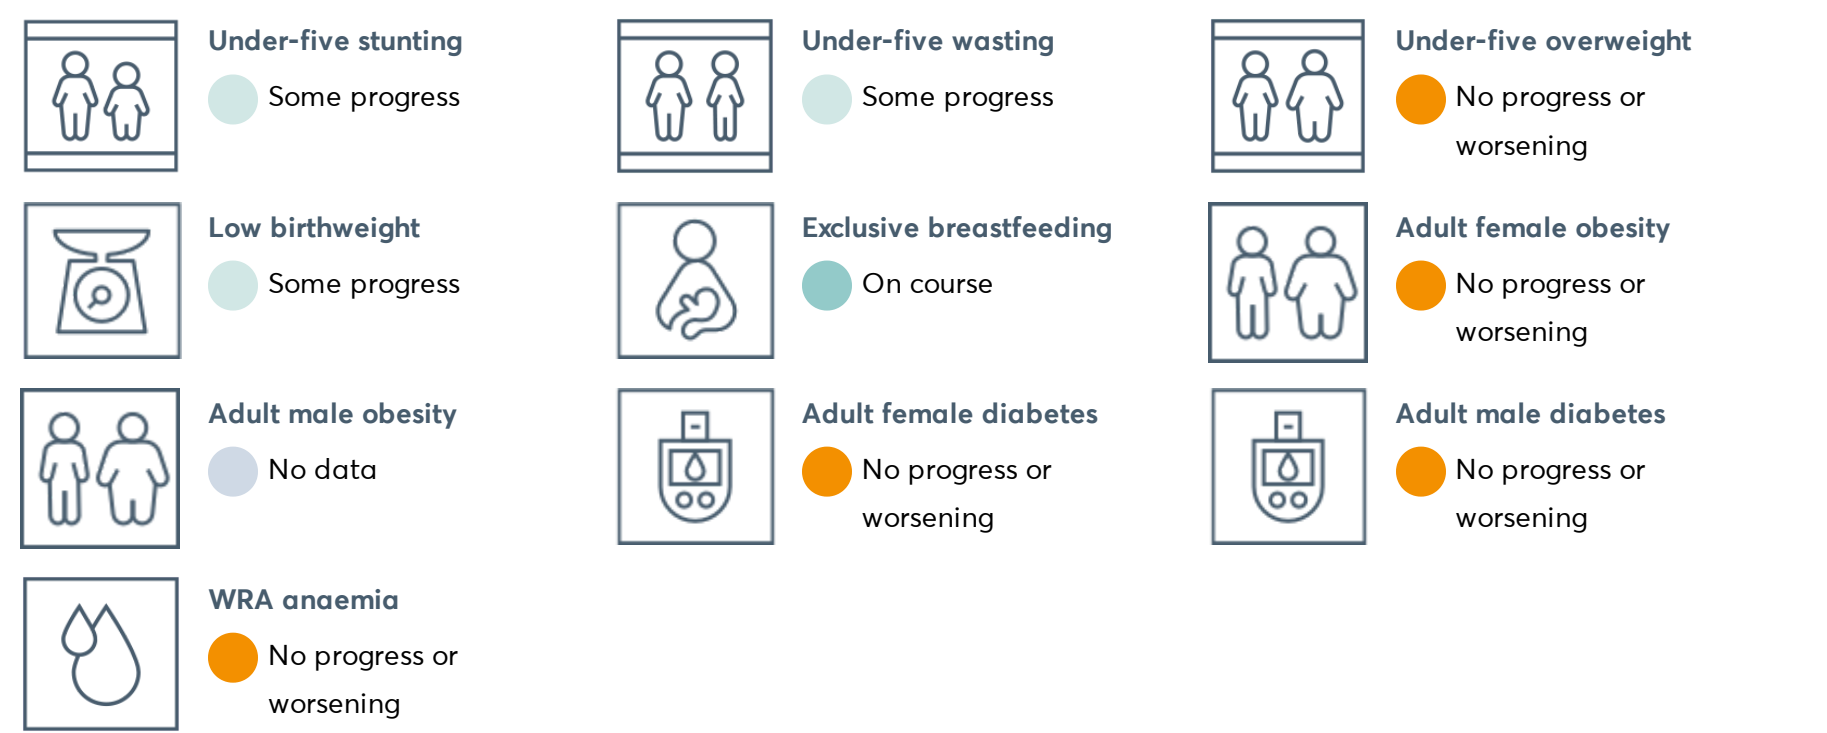 Under-five stunting
Some progress
Under-five wasting
Some progress
Under-five overweight
No progress or
worsening
Low birthweight
Some progress
Exclusive breastfeeding
On course
Adult female obesity
No progress or
worsening
Adult male obesity
No data
Adult female diabetes
No progress or
worsening
Adult male diabetes
No progress or
worsening
WRA anaemia
No progress or
worsening